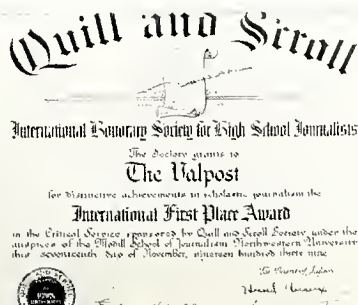 Quill and Scroll
International Honorary Society for High School Journalists
The Society grants to
The Valpost
for distinctive achievements in scholastic journalism the
International First Place Award
in the Critical Service sponsored by Quill and Scroll Society under the
auspices of the Medill School of Journalism Northwestern University
this seventeenth day of November, nineteen hundred thirty nine